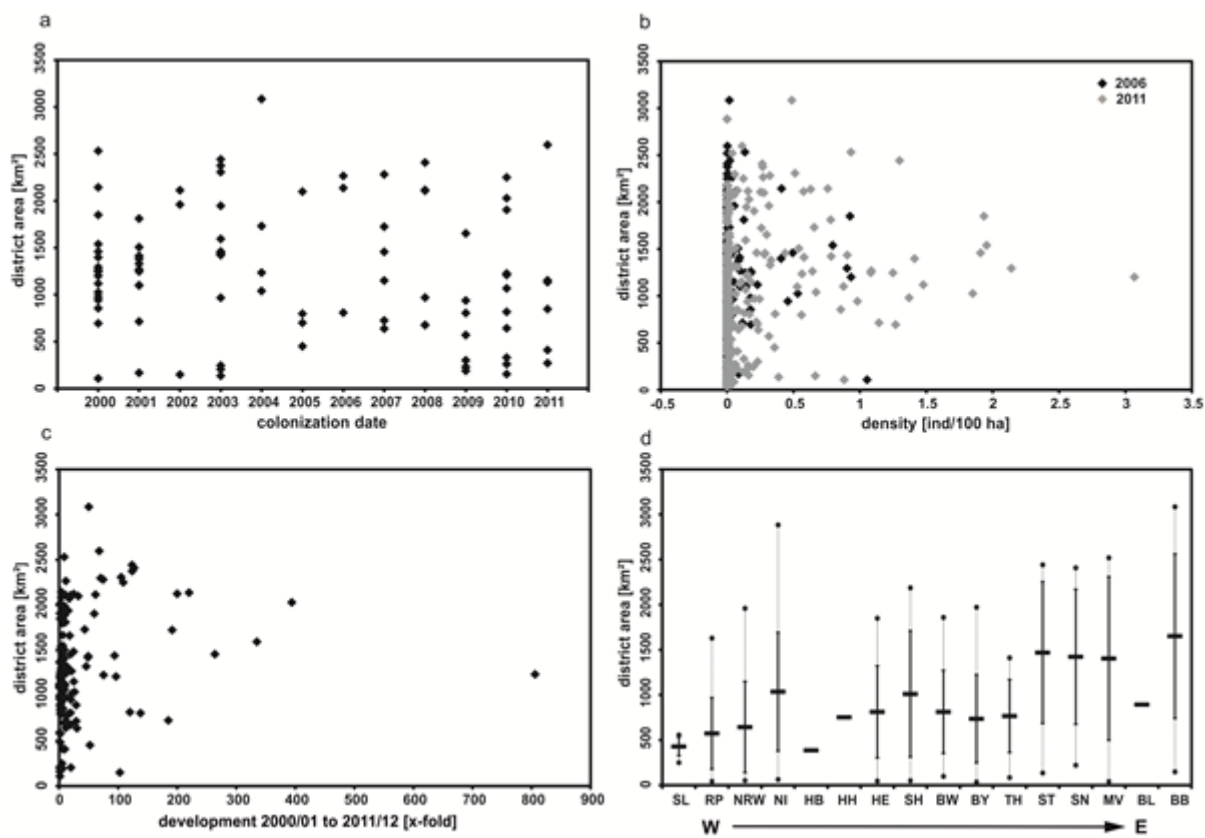 a
district area [km²]
3500
3000
2500
2000
1500
1000
500
0
2000 2001 2002 2003 2004 2005 2006 2007 2008 2009 2010 2011
colonization date
b
district area [km²]
3500
3000
2500
2000
1500
1000
500
0
2006
2011
-0.5 0 0.5 1 1.5 2 2.5 3 3.5
density [ind/100 ha]
c
district area [km²]
3500
3000
2500
2000
1500
1000
500
0
0 100 200 300 400 500 600 700 800 900
development 2000/01 to 2011/12 [x-fold]
d
district area [km²]
3500
3000
2500
2000
1500
1000
500
0
SL RP NRW NI HB HH HE SH BW BY TH ST SN MV BL BB
W E